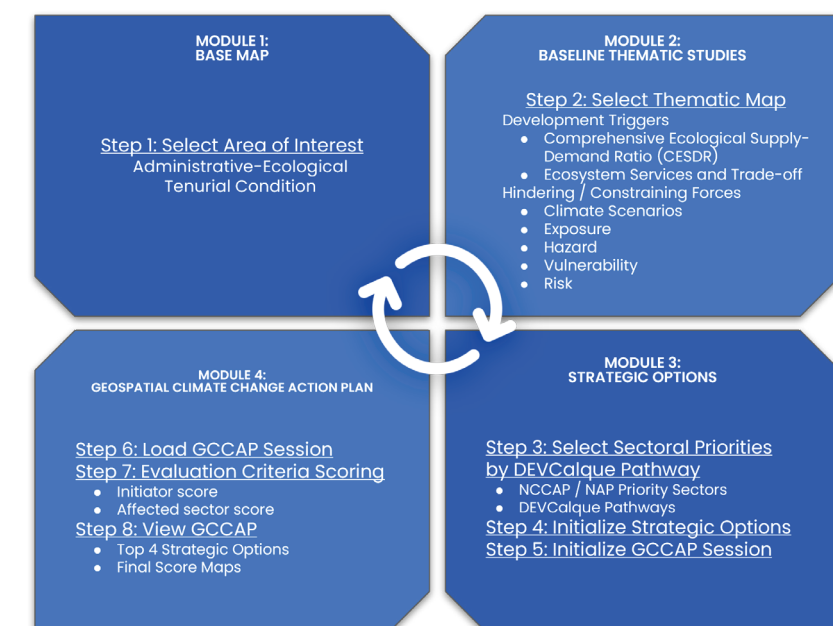 MODULE 1:
BASE MAP
Step 1: Select Area of Interest
Administrative-Ecological
Tenurial Condition
MODULE 2:
BASELINE THEMATIC STUDIES
Step 2: Select Thematic Map
Development Triggers
● Comprehensive Ecological Supply-
Demand Ratio (CESDR)
● Ecosystem Services and Trade-off
Hindering / Constraining Forces
● Climate Scenarios
● Exposure
● Hazard
● Vulnerability
● Risk
MODULE 4:
GEOSPATIAL CLIMATE CHANGE ACTION PLAN
Step 6: Load GCCAP Session
Step 7: Evaluation Criteria Scoring
● Initiator score
● Affected sector score
Step 8: View GCCAP
● Top 4 Strategic Options
● Final Score Maps
MODULE 3:
STRATEGIC OPTIONS
Step 3: Select Sectoral Priorities
by DEVCalque Pathway
● NCCAP / NAP Priority Sectors
● DEVCalque Pathways
Step 4: Initialize Strategic Options
Step 5: Initialize GCCAP Session